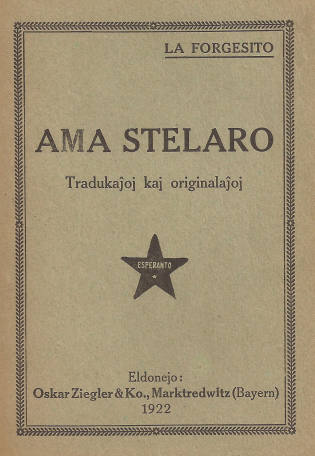 LA FORGESITO
AMA STELARO
Tradukaĵoj kaj originalaĵoj
ESPERANTO
Eldonejo:
Oskar Ziegler & Ko., Marktredwitz (Bayern)
1922